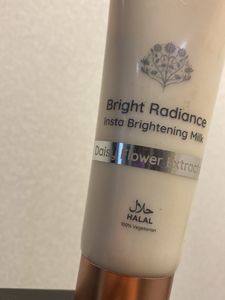 Bright Radiance
Insta Brightening Milk
Daisy Flower Extract
حلال
HALAL
100% Vegetarian